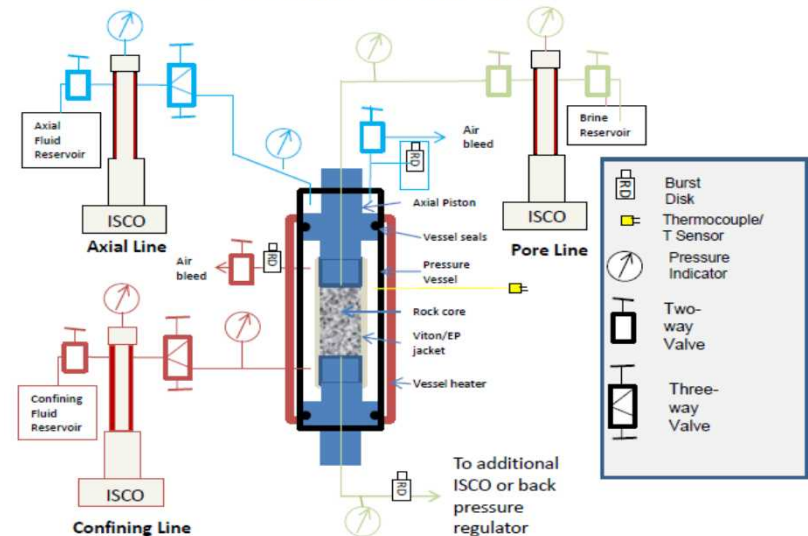 Axial
Fluid
Reservoir
ISCO
Axial Line
Air
bleed
RD
Axial Piston
Vessel seals
Pressure
Vessel
Rock core
Viton/EP
jacket
Vessel heater
Brine
Reservoir
ISCO
Pore Line
Air
bleed
RD
Confining
Fluid
Reservoir
ISCO
Confining Line
To additional
ISCO or back
pressure
regulator
RD
RD
Burst
Disk
Thermocouple/
T Sensor
Pressure
Indicator
Two-
way
Valve
Three-
way
Valve